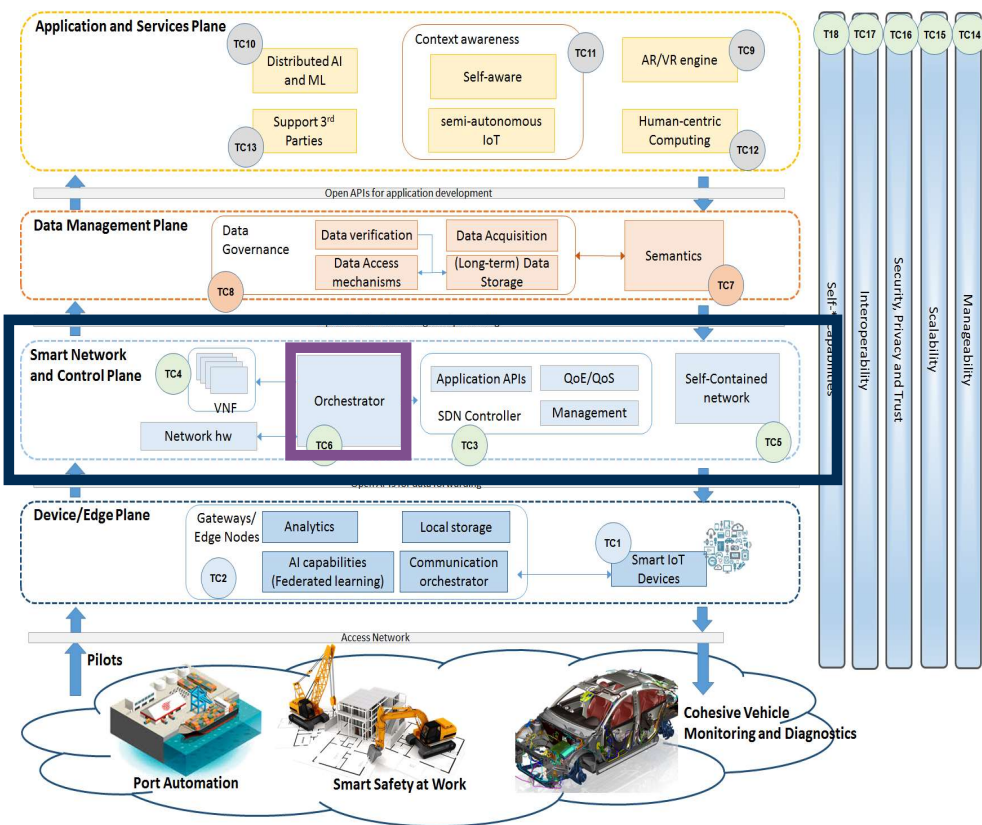 Application and Services Plane
TC10
Distributed AI
and ML
Context awareness
Self-aware
semi-autonomous
IoT
TC11
AR/VR engine
TC9
Support 3rd
Parties
TC13
Human-centric
Computing
TC12
Open APIs for application development
Data Management Plane
Data
Governance
Data verification
Data Acquisition
Data Access
mechanisms
(Long-term) Data
Storage
Semantics
TC8
TC7
Smart Network
and Control Plane
TC4
VNF
Network hw
Orchestrator
TC6
Application APIs
QoE/QoS
SDN Controller
Management
TC3
Self-Contained
network
TC5
Open APIs for data forwarding
Device/Edge Plane
Gateways/
Edge Nodes
Analytics
Local storage
AI capabilities
(Federated learning)
Communication
orchestrator
TC2
TC1
Smart IoT
Devices
Access Network
Pilots
Port Automation
Smart Safety at Work
Cohesive Vehicle
Monitoring and Diagnostics
T18
TC17
TC16
TC15
TC14
Interoperability
Security, Privacy and Trust
Scalability
Manageability